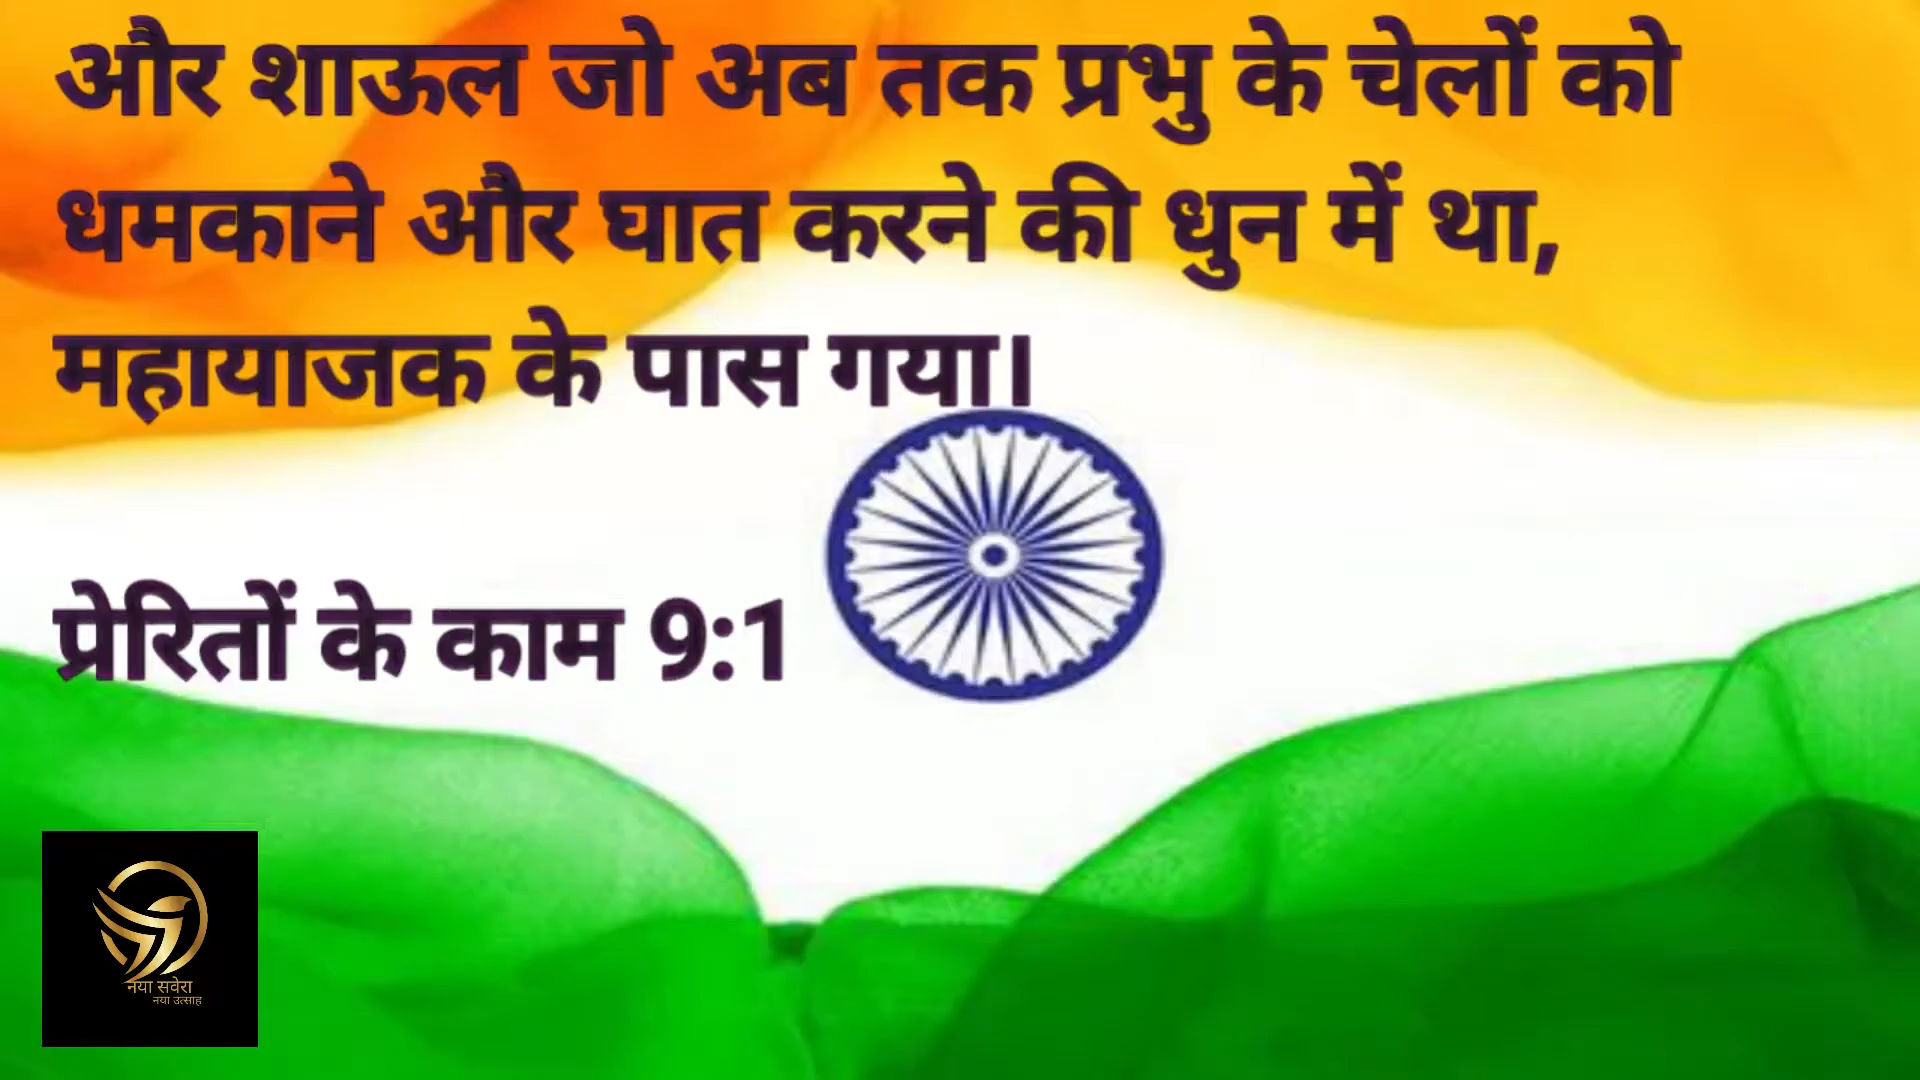 और शाऊल जो अब तक प्रभु के चेलों को
धमकाने और घात करने की धुन में था,
महायाजक के पास गया।
प्रेरितों के काम 9:1
नया सवेरा
नया उत्साह